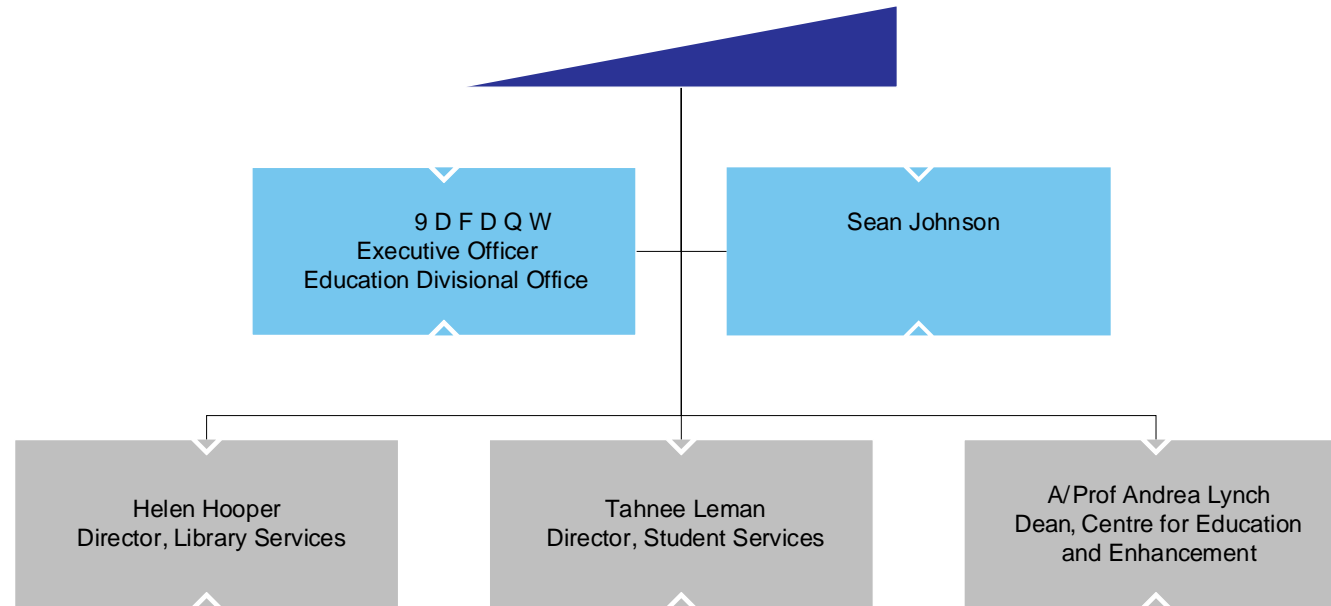 9 D F D Q W
Executive Officer
Education Divisional Office
Sean Johnson
Helen Hooper
Director, Library Services
Tahnee Leman
Director, Student Services
A/Prof Andrea Lynch
Dean, Centre for Education
and Enhancement